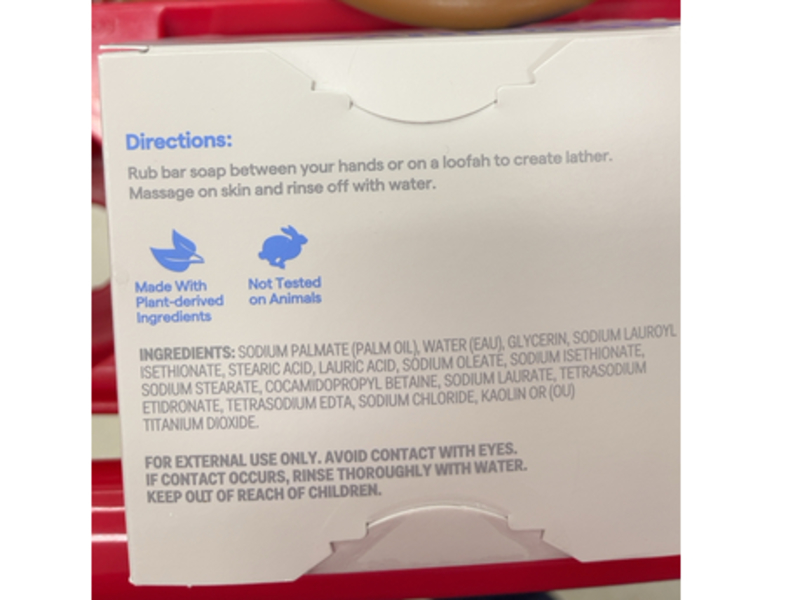 Directions:
Rub bar soap between your hands or on a loofah to create lather.
Massage on skin and rinse off with water.
Made With
Plant-derived
Ingredients
Not Tested
on Animals
INGREDIENTS: SODIUM PALMATE (PALM OIL), WATER (EAU), GLYCERIN, SODIUM LAUROYL
ISETHIONATE, STEARIC ACID, LAURIC ACID, SODIUM OLEATE, SODIUM ISETHIONATE,
SODIUM STEARATE, COCAMIDOPROPYL BETAINE, SODIUM LAURATE, TETRASODIUM
ETIDRONATE, TETRASODIUM EDTA, SODIUM CHLORIDE, KAOLIN OR (OU)
TITANIUM DIOXIDE.
FOR EXTERNAL USE ONLY. AVOID CONTACT WITH EYES.
IF CONTACT OCCURS, RINSE THOROUGHLY WITH WATER.
KEEP OUT OF REACH OF CHILDREN.